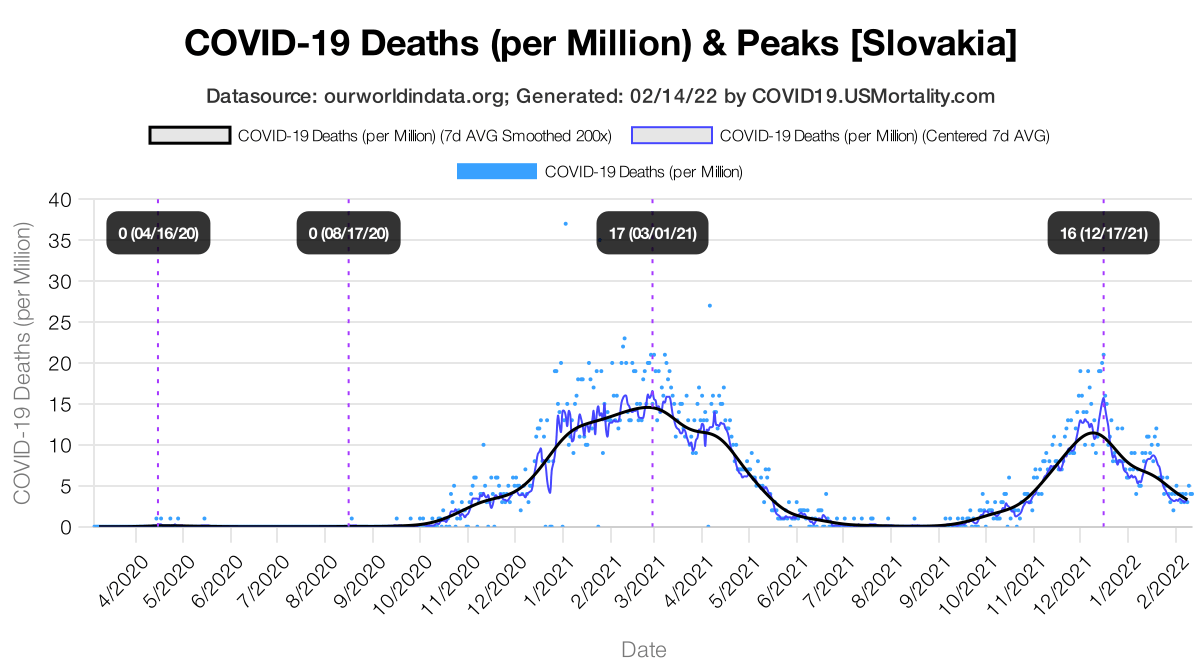 COVID-19 Deaths (per Million) & Peaks [Slovakia]
Datasource: ourworldindata.org; Generated: 02/14/22 by COVID19.USMortality.com
COVID-19 Deaths (per Million) (7d AVG Smoothed 200x) COVID-19 Deaths (per Million) (Centered 7d AVG)
COVID-19 Deaths (per Million)
COVID-19 Deaths (per Million)
40
0 (04/16/20) 0 (08/17/20) 17 (03/01/21) 16 (12/17/21)
35
30
25
20
15
10
5
0
4/2020 5/2020 6/2020 7/2020 8/2020 9/2020 10/2020 11/2020 12/2020 1/2021 2/2021 3/2021 4/2021 5/2021 6/2021 7/2021 8/2021 9/2021 10/2021 11/2021 12/2021 1/2022 2/2022
Date